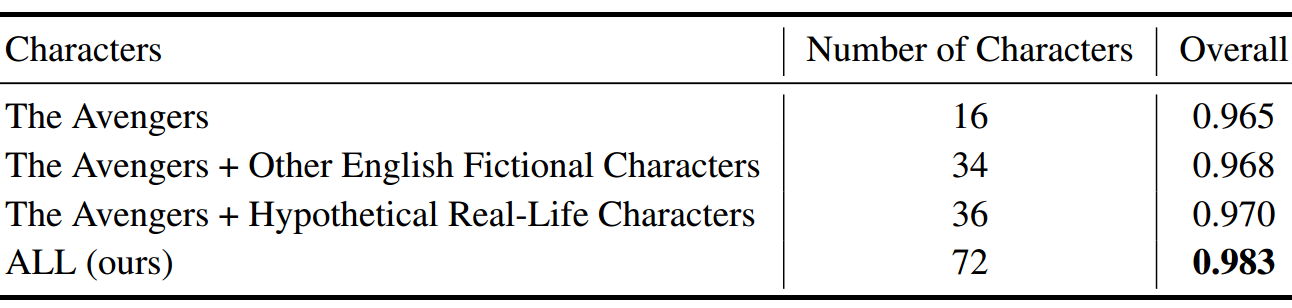 Characters Number of Characters Overall
The Avengers 16 0.965
The Avengers + Other English Fictional Characters 34 0.968
The Avengers + Hypothetical Real-Life Characters 36 0.970
ALL (ours) 72 0.983